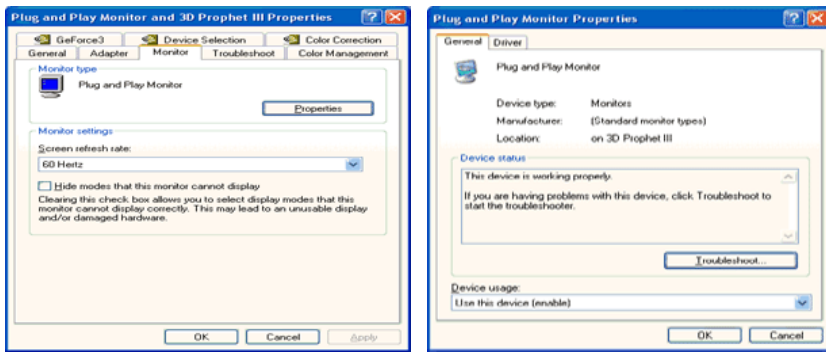 Plug and Play Monitor and 3D Prophet III Properties
GeForce3 Device Selection Color Correction
General Adapter Monitor Troubleshoot Color Management
Monitor type
Plug and Play Monitor
Properties
Monitor settings
Screen refresh rate:
60 Hertz
Hide modes that this monitor cannot display
Clearing this check box allows you to select display modes that this
monitor cannot display correctly. This may lead to an unusable display
and/or damaged hardware.
OK Cancel Apply
Plug and Play Monitor Properties
General Driver
Plug and Play Monitor
Device type: Monitors
Manufacturer: (Standard monitor types)
Location: on 3D Prophet III
Device status
This device is working properly.
If you are having problems with this device, click Troubleshoot to
start the troubleshooter.
Troubleshoot...
Device usage:
Use this device (enable)
OK Cancel